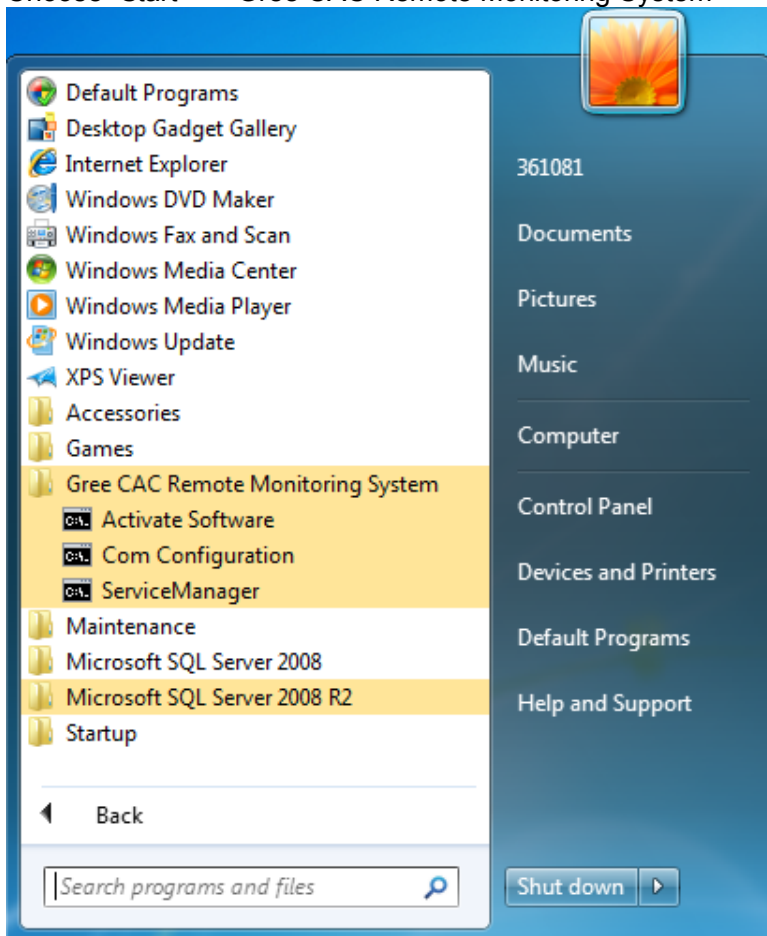 Default Programs
Desktop Gadget Gallery
Internet Explorer
Windows DVD Maker
Windows Fax and Scan
Windows Media Center
Windows Media Player
Windows Update
XPS Viewer
Accessories
Games
Gree CAC Remote Monitoring System
Activate Software
Com Configuration
ServiceManager
Maintenance
Microsoft SQL Server 2008
Microsoft SQL Server 2008 R2
Startup
Back
Search programs and files
361081
Documents
Pictures
Music
Computer
Control Panel
Devices and Printers
Default Programs
Help and Support
Shut down